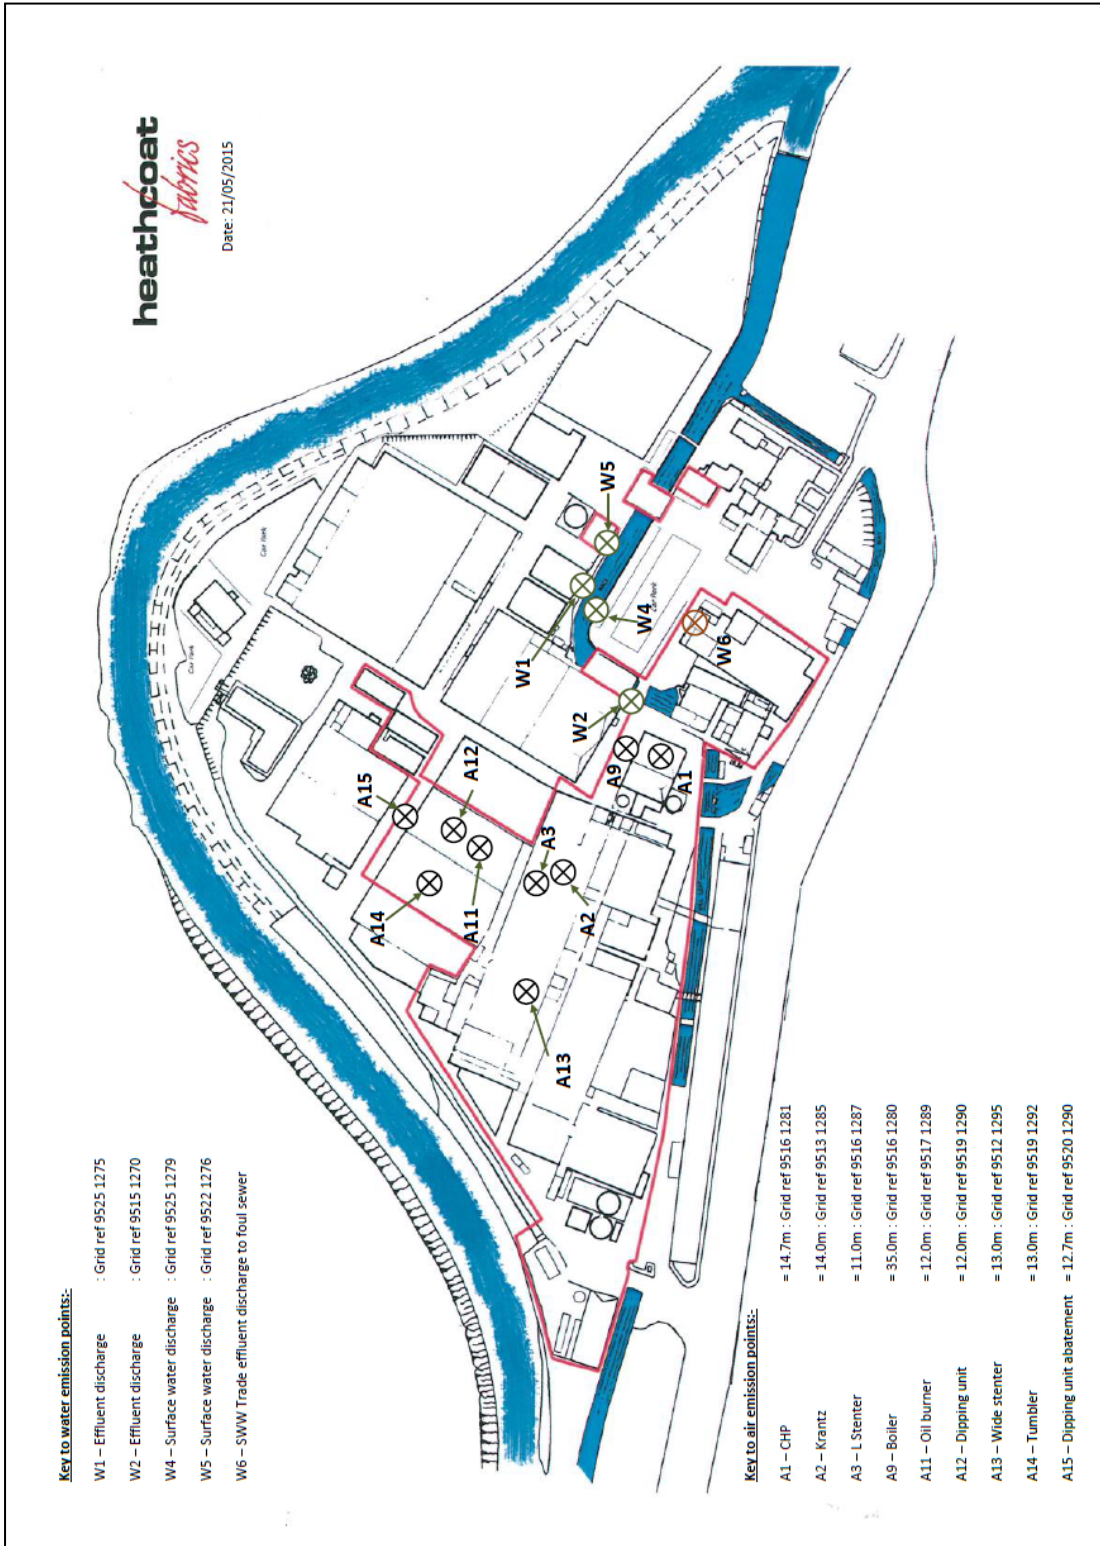 heathcoat
fabrics
Date: 21/05/2015
Key to water emission points:-
W1 – Effluent discharge : Grid ref 9525 1275
W2 – Effluent discharge : Grid ref 9515 1270
W4 – Surface water discharge : Grid ref 9525 1279
W5 – Surface water discharge : Grid ref 9522 1276
W6 – SWW Trade effluent discharge to foul sewer
Car Park
Car Park
A15
A12
A14
A11
A3
A2
A13
A9
A1
W1
W2
W4
W5
W6
Car Park
Key to air emission points:-
A1 – CHP = 14.7m : Grid ref 9516 1281
A2 – Krantz = 14.0m : Grid ref 9513 1285
A3 – L Stenter = 11.0m : Grid ref 9516 1287
A9 – Boiler = 35.0m : Grid ref 9516 1280
A11 – Oil burner = 12.0m : Grid ref 9517 1289
A12 – Dipping unit = 12.0m : Grid ref 9519 1290
A13 – Wide stenter = 13.0m : Grid ref 9512 1295
A14 – Tumbler = 13.0m : Grid ref 9519 1292
A15 – Dipping unit abatement = 12.7m : Grid ref 9520 1290